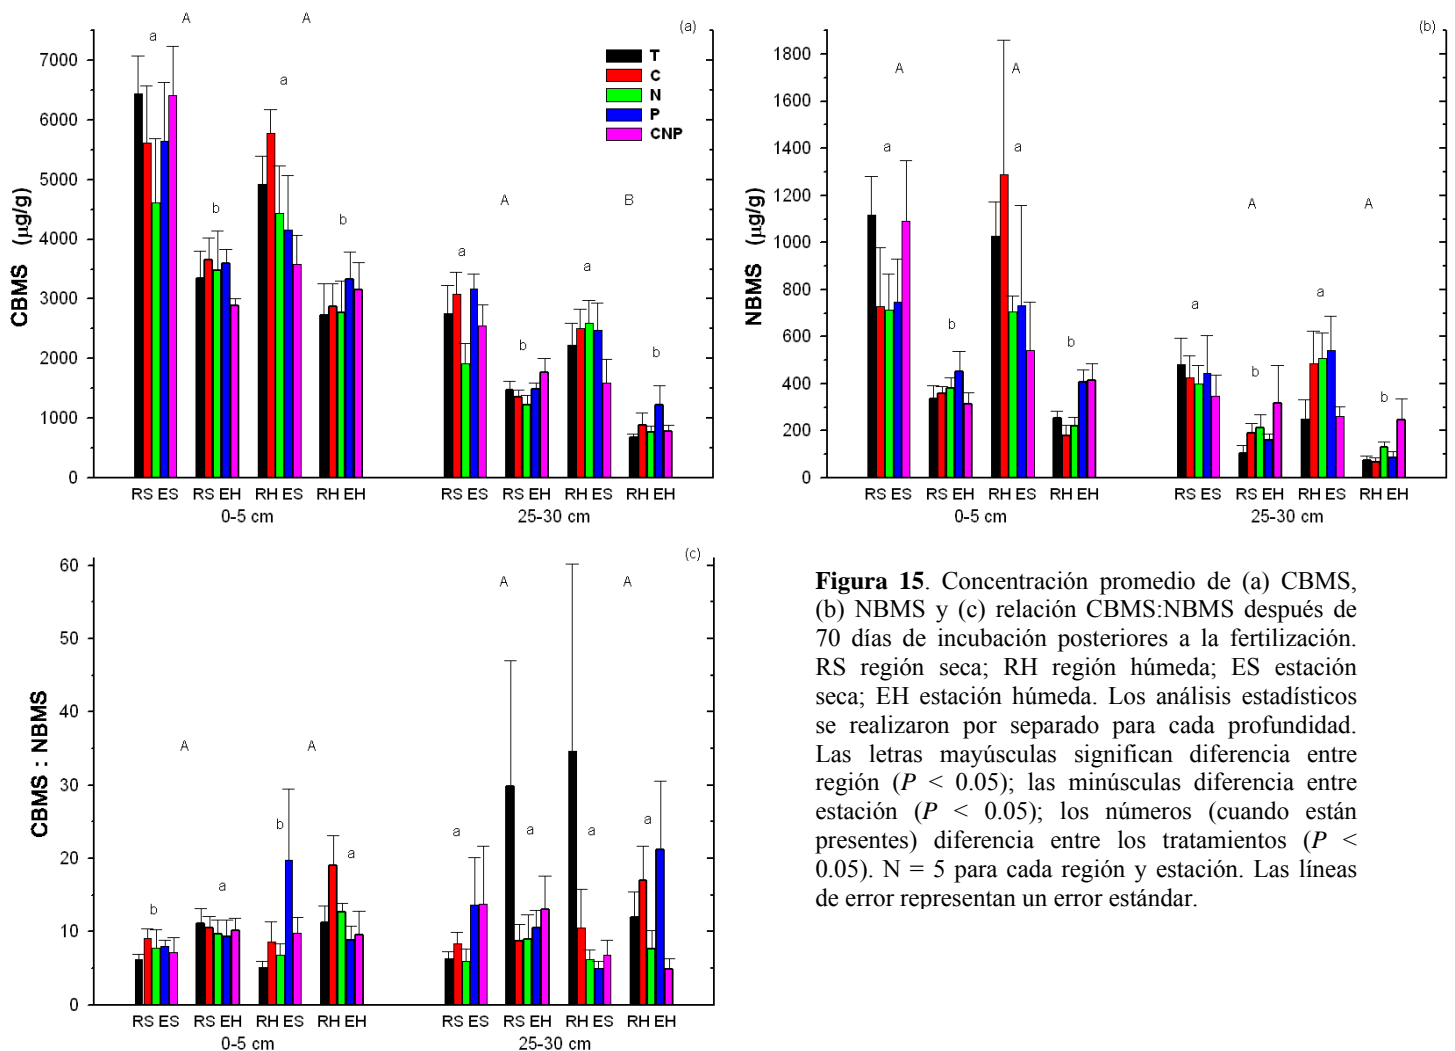 A A (a)
a a
b b
A B
a a
b b
T
C
N
P
CNP
CBMS (µg/g)
7000
6000
5000
4000
3000
2000
1000
0
RS ES RS EH RH ES RH EH RS ES RS EH RH ES RH EH
0-5 cm 25-30 cm
(b)
A A
a a
b b
A A
a a
b b
NBMS (µg/g)
1800
1600
1400
1200
1000
800
600
400
200
0
RS ES RS EH RH ES RH EH RS ES RS EH RH ES RH EH
0-5 cm 25-30 cm
(c)
A A
A A
b a b a
a a a a
CBMS : NBMS
60
50
40
30
20
10
0
RS ES RS EH RH ES RH EH RS ES RS EH RH ES RH EH
0-5 cm 25-30 cm
Figura 15. Concentración promedio de (a) CBMS,
(b) NBMS y (c) relación CBMS:NBMS después de
70 días de incubación posteriores a la fertilización.
RS región seca; RH región húmeda; ES estación
seca; EH estación húmeda. Los análisis estadísticos
se realizaron por separado para cada profundidad.
Las letras mayúsculas significan diferencia entre
región (P < 0.05); las minúsculas diferencia entre
estación (P < 0.05); los números (cuando están
presentes) diferencia entre los tratamientos (P <
0.05). N = 5 para cada región y estación. Las líneas
de error representan un error estándar.